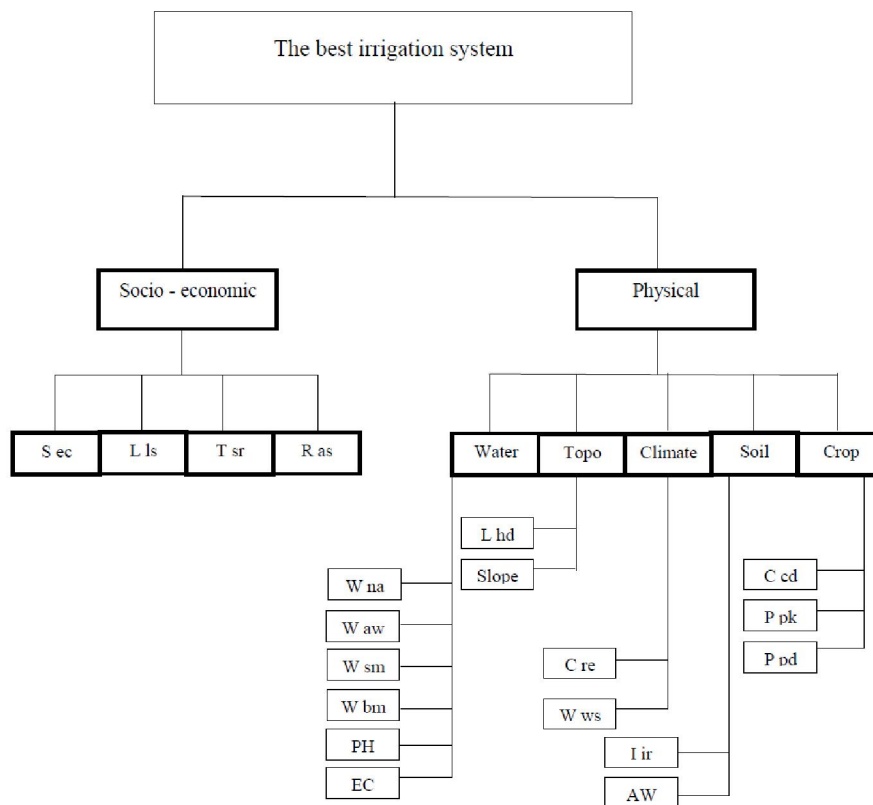 The best irrigation system
Socio - economic
Physical
S ec
L ls
T sr
R as
Water
Topo
Climate
Soil
Crop
L hd
Slope
W na
W aw
W sm
W bm
PH
EC
C re
W ws
I ir
AW
C cd
P pk
P pd